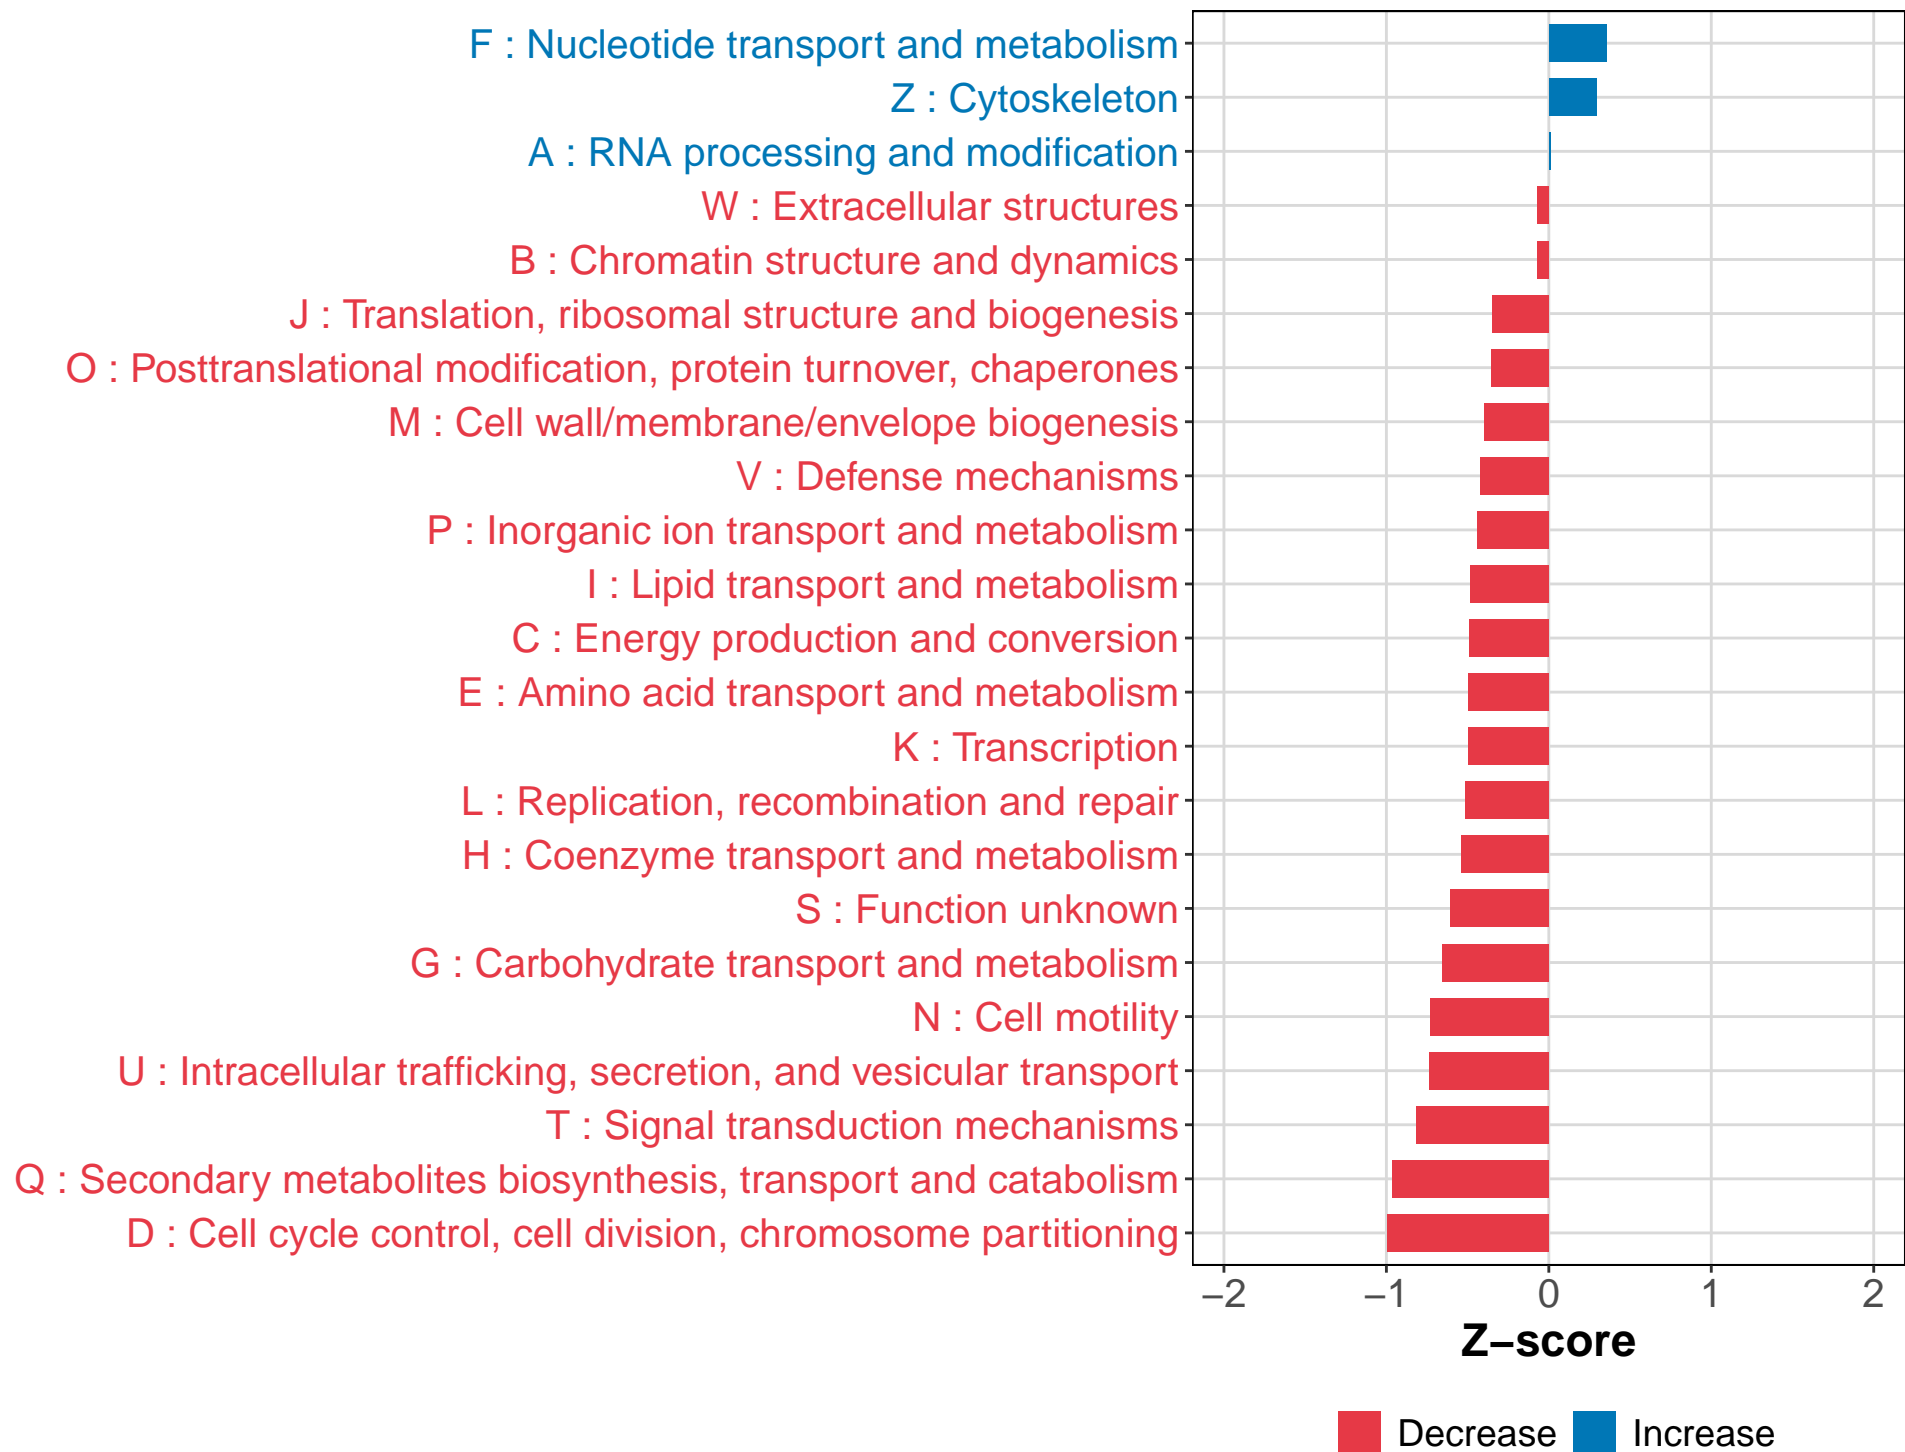 F : Nucleotide transport and metabolism
Z : Cytoskeleton
A : RNA processing and modification
W : Extracellular structures
B : Chromatin structure and dynamics
J : Translation, ribosomal structure and biogenesis
O : Posttranslational modification, protein turnover, chaperones
M : Cell wall/membrane/envelope biogenesis
V : Defense mechanisms
P : Inorganic ion transport and metabolism
I : Lipid transport and metabolism
C : Energy production and conversion
E : Amino acid transport and metabolism
K : Transcription
L : Replication, recombination and repair
H : Coenzyme transport and metabolism
S : Function unknown
G : Carbohydrate transport and metabolism
N : Cell motility
U : Intracellular trafficking, secretion, and vesicular transport
T : Signal transduction mechanisms
Q : Secondary metabolites biosynthesis, transport and catabolism
D : Cell cycle control, cell division, chromosome partitioning
−2 −1 0 1 2
Z−score
Decrease Increase